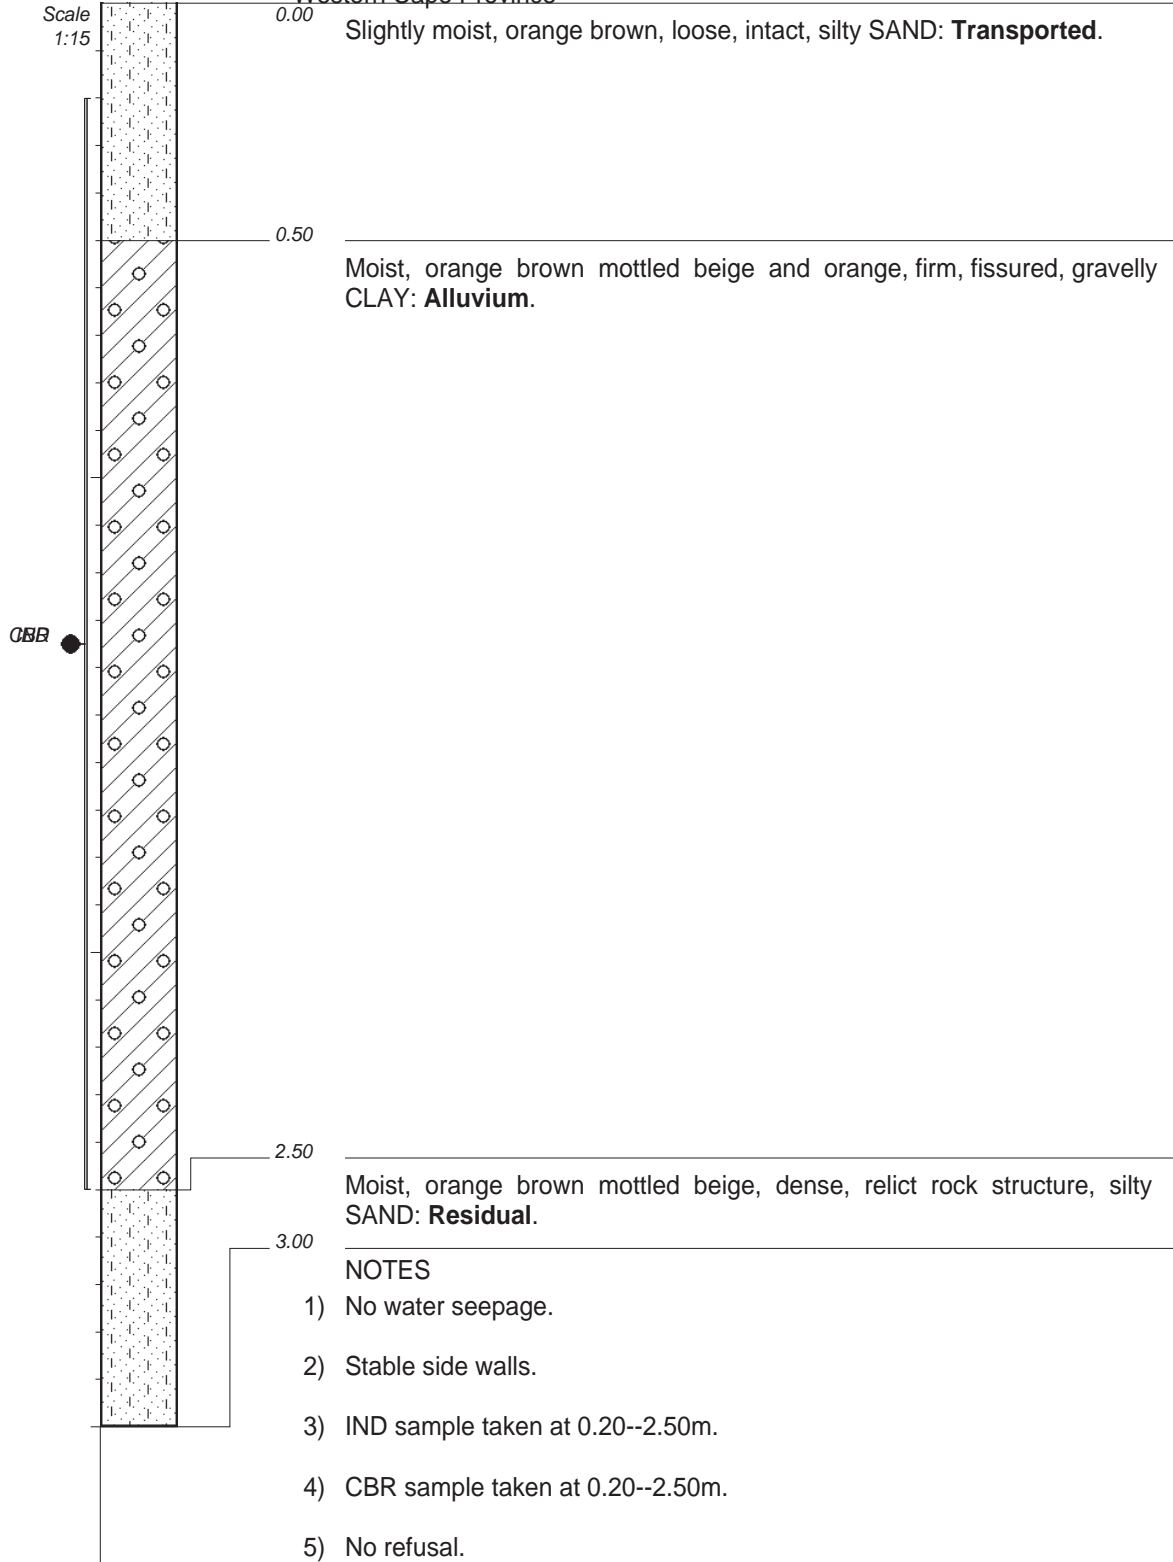 Western Cape Province
Scale
1:15
0.00
Slightly moist, orange brown, loose, intact, silty SAND: Transported.
0.50
Moist, orange brown mottled beige and orange, firm, fissured, gravelly
CLAY: Alluvium.
2.50
Moist, orange brown mottled beige, dense, relict rock structure, silty
SAND: Residual.
3.00
NOTES
1) No water seepage.
2) Stable side walls.
3) IND sample taken at 0.20--2.50m.
4) CBR sample taken at 0.20--2.50m.
5) No refusal.